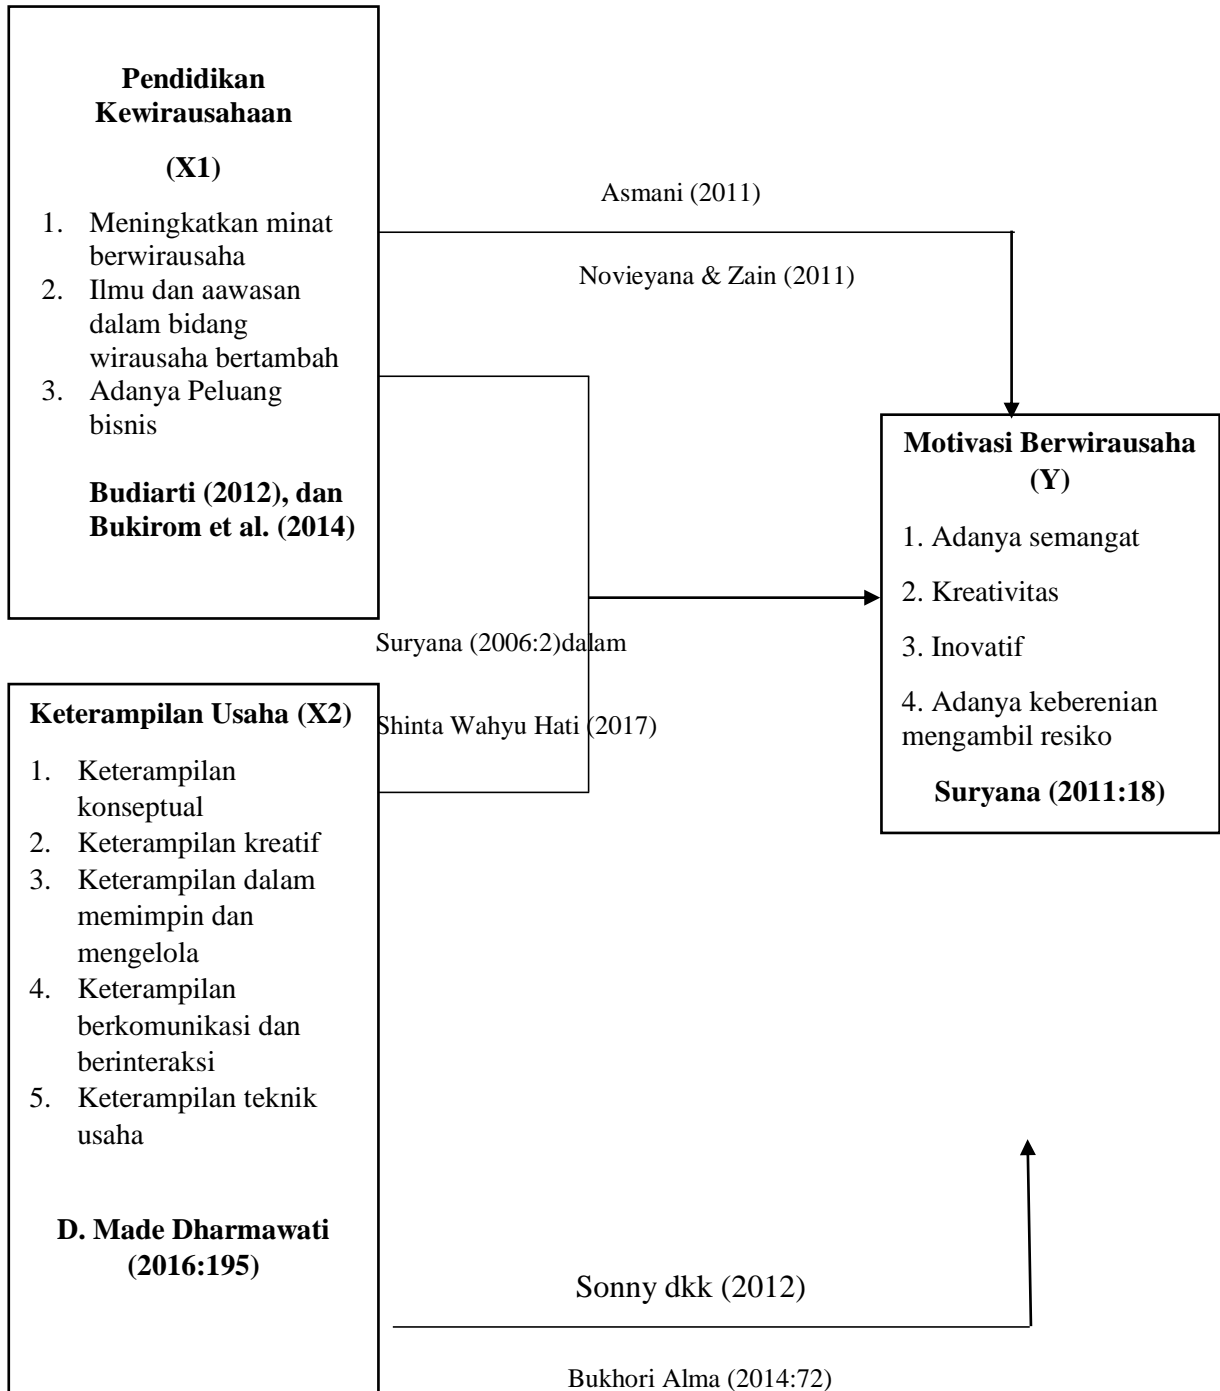 Pendidikan
Kewirausahaan
(X1)
1. Meningkatkan minat
berwirausaha
2. Ilmu dan aawasan
dalam bidang
wirausaha bertambah
3. Adanya Peluang
bisnis
Budiarti (2012), dan
Bukirom et al. (2014)
Asmani (2011)
Novieyana & Zain (2011)
Suryana (2006:2)dalam
Shinta Wahyu Hati (2017)
Motivasi Berwirausaha
(Y)
1. Adanya semangat
2. Kreativitas
3. Inovatif
4. Adanya keberenian
mengambil resiko
Suryana (2011:18)
Keterampilan Usaha (X2)
1. Keterampilan
konseptual
2. Keterampilan kreatif
3. Keterampilan dalam
memimpin dan
mengelola
4. Keterampilan
berkomunikasi dan
berinteraksi
5. Keterampilan teknik
usaha
D. Made Dharmawati
(2016:195)
Sonny dkk (2012)
Bukhori Alma (2014:72)